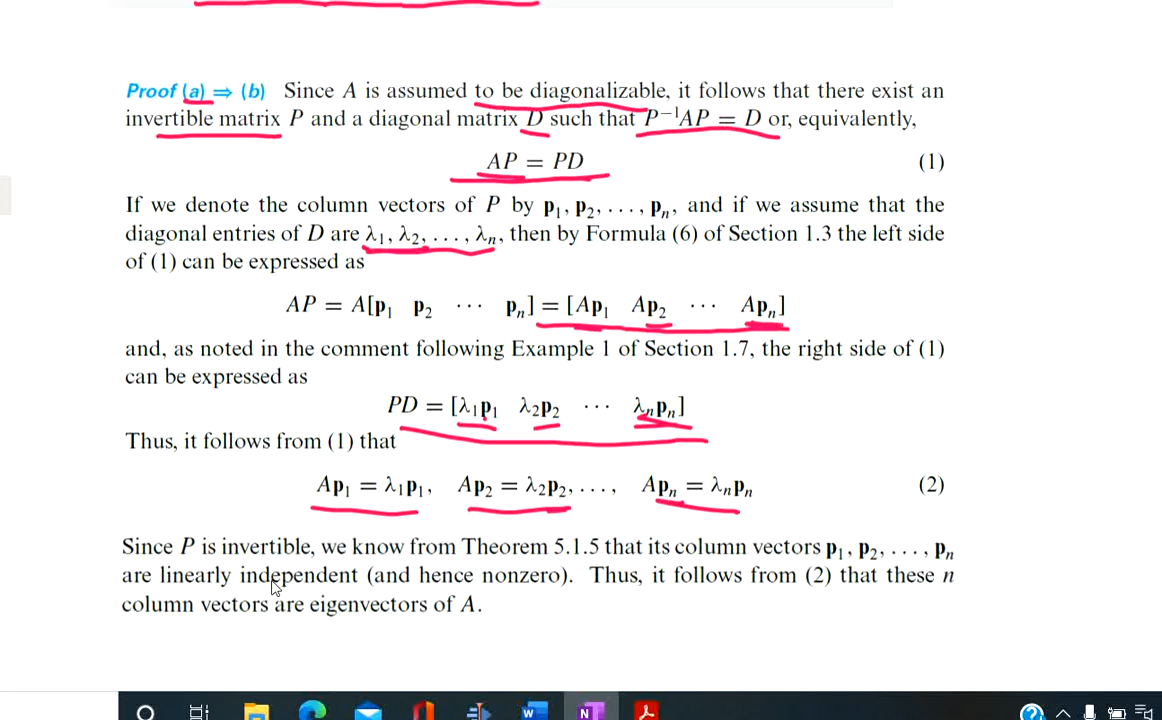 Proof (a) ⇒ (b) Since A is assumed to be diagonalizable, it follows that there exist an
invertible matrix P and a diagonal matrix D such that P⁻¹AP = D or, equivalently,
AP = PD (1)
If we denote the column vectors of P by p₁, p₂, . . . , pₙ, and if we assume that the
diagonal entries of D are λ₁, λ₂, . . . , λₙ, then by Formula (6) of Section 1.3 the left side
of (1) can be expressed as
AP = A[p₁ p₂ ⋯ pₙ] = [Ap₁ Ap₂ ⋯ Apₙ]
and, as noted in the comment following Example 1 of Section 1.7, the right side of (1)
can be expressed as
PD = [λ₁p₁ λ₂p₂ ⋯ λₙpₙ]
Thus, it follows from (1) that
Ap₁ = λ₁p₁, Ap₂ = λ₂p₂, . . . , Apₙ = λₙpₙ (2)
Since P is invertible, we know from Theorem 5.1.5 that its column vectors p₁, p₂, . . . , pₙ
are linearly independent (and hence nonzero). Thus, it follows from (2) that these n
column vectors are eigenvectors of A.
W N